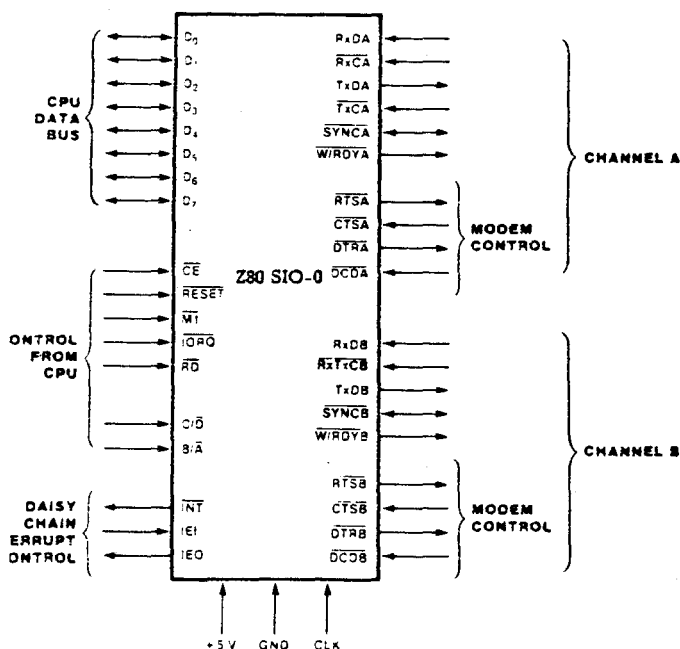 D0
D1
D2
D3
D4
D5
D6
D7
CPU
DATA
BUS
CE
RESET
M1
IORQ
RD
C/D
B/A
ONTROL
FROM
CPU
INT
IEI
IEO
DAISY
CHAIN
ERRUPT
ONTROL
Z80 SIO-0
RxDA
RxCA
TxDA
TxCA
SYNCA
W/RDYA
RTSA
CTSA
DTRA
DCDA
MODEM
CONTROL
CHANNEL A
RxDB
RxTxCB
TxDB
SYNCB
W/RDYB
RTSB
CTSB
DTRB
DCDB
MODEM
CONTROL
CHANNEL B
+5V GND CLK